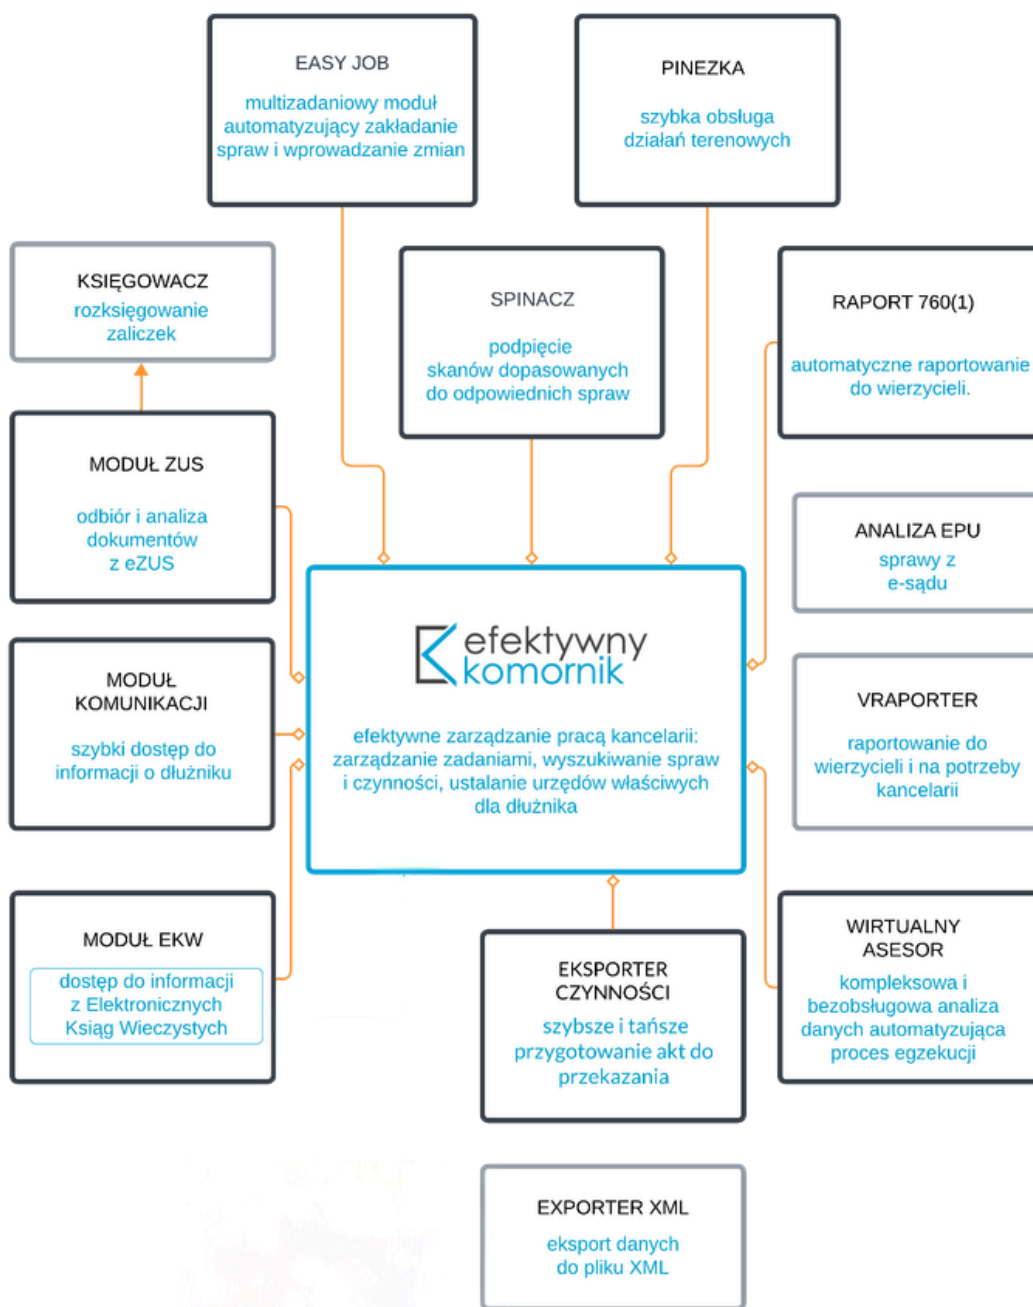 EASY JOB
multizadaniowy moduł
automatyzujący zakładanie
spraw i wprowadzanie zmian
PINEZKA
szybka obsługa
działań terenowych
KSIĘGOWACZ
rozksięgowanie
zaliczek
SPINACZ
podpięcie
skanów dopasowanych
do odpowiednich spraw
RAPORT 760(1)
automatyczne raportowanie
do wierzycieli.
MODUŁ ZUS
odbiór i analiza
dokumentów
z eZUS
ANALIZA EPU
sprawy z
e-sądu
MODUŁ
KOMUNIKACJI
szybki dostęp do
informacji o dłużniku
efektywny
komornik
efektywne zarządzanie pracą kancelarii:
zarządzanie zadaniami, wyszukiwanie spraw
i czynności, ustalanie urzędów właściwych
dla dłużnika
VRAPORTER
raportowanie do
wierzycieli i na potrzeby
kancelarii
MODUŁ EKW
dostęp do informacji
z Elektronicznych
Ksiąg Wieczystych
EKSPORTER
CZYNNOŚCI
szybsze i tańsze
przygotowanie akt do
przekazania
WIRTUALNY
ASESOR
kompleksowa i
bezobsługowa analiza
danych automatyzująca
proces egzekucji
EXPORTER XML
eksport danych
do pliku XML